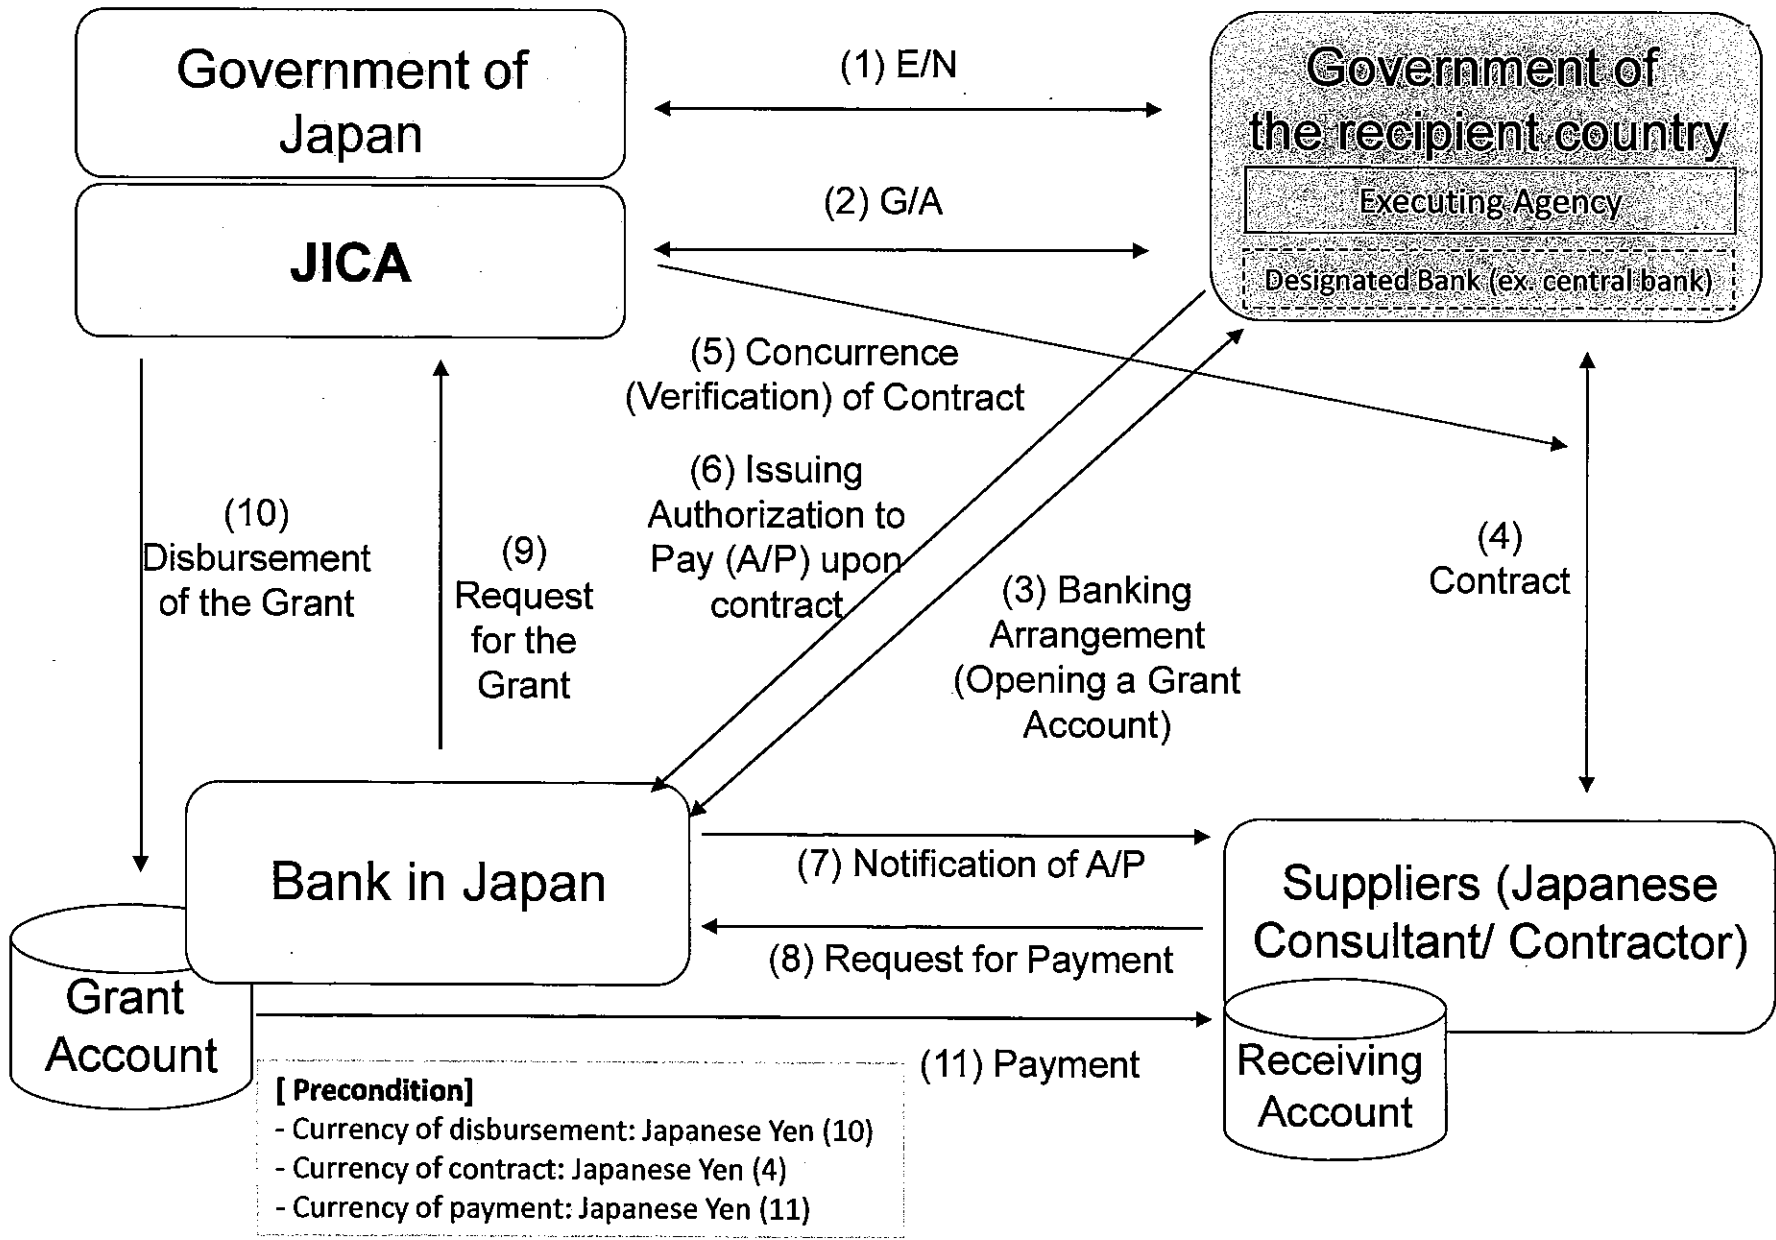 Government of
Japan
(1) E/N
Government of
the recipient country
Executing Agency
Designated Bank (ex. central bank)
JICA
(2) G/A
(5) Concurrence
(Verification) of Contract
(6) Issuing
Authorization to
Pay (A/P) upon
contract
(10)
Disbursement
of the Grant
(9)
Request
for the
Grant
(3) Banking
Arrangement
(Opening a Grant
Account)
(4)
Contract
Bank in Japan
(7) Notification of A/P
(8) Request for Payment
Suppliers (Japanese
Consultant/ Contractor)
Grant
Account
(11) Payment
Receiving
Account
[ Precondition]
- Currency of disbursement: Japanese Yen (10)
- Currency of contract: Japanese Yen (4)
- Currency of payment: Japanese Yen (11)